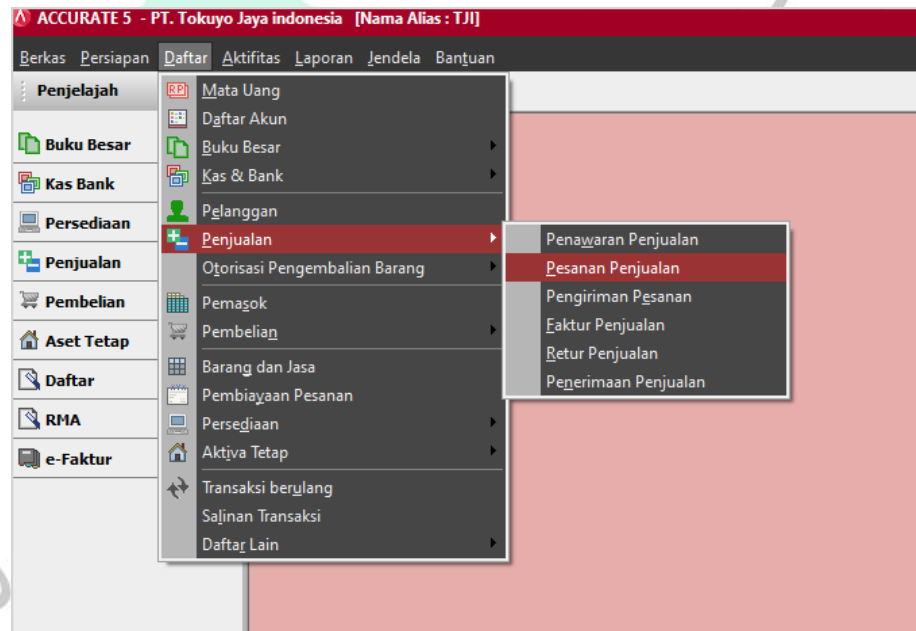 ACCURATE 5 - PT. Tokuyo Jaya indonesia [Nama Alias : TJI]
Berkas Persiapan Daftar Aktifitas Laporan Jendela Bantuan
Penjelajah
Buku Besar
Kas Bank
Persediaan
Penjualan
Pembelian
Aset Tetap
Daftar
RMA
e-Faktur
RP
Mata Uang
Daftar Akun
Buku Besar
Kas & Bank
Pelanggan
Penjualan
Otorisasi Pengembalian Barang
Pemasok
Pembelian
Barang dan Jasa
Pembiayaan Pesanan
Persediaan
Aktiva Tetap
Transaksi berulang
Salinan Transaksi
Daftar Lain
Penawaran Penjualan
Pesanan Penjualan
Pengiriman Pesanan
Faktur Penjualan
Retur Penjualan
Penerimaan Penjualan